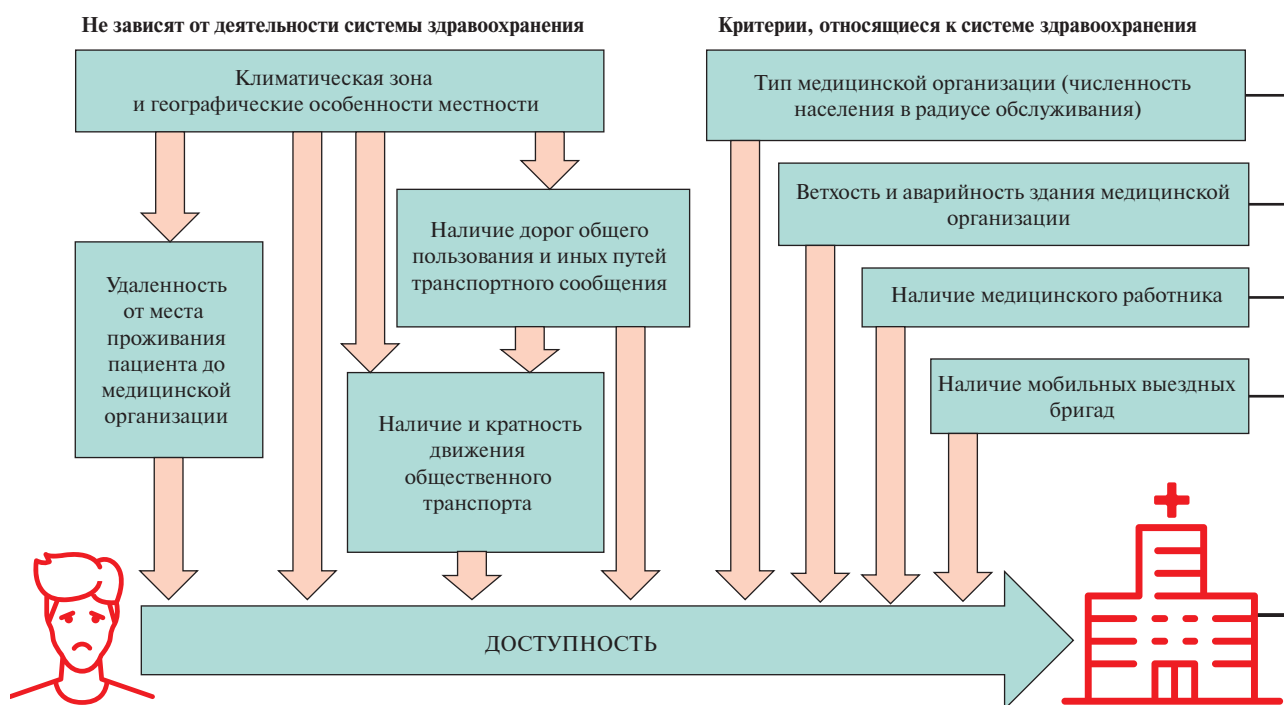 Не зависят от деятельности системы здравоохранения
Климатическая зона
и географические особенности местности
Удаленность
от места
проживания
пациента до
медицинской
организации
Наличие дорог общего
пользования и иных путей
транспортного сообщения
Наличие и кратность
движения
общественного
транспорта
Критерии, относящиеся к системе здравоохранения
Тип медицинской организации (численность
населения в радиусе обслуживания)
Ветхость и аварийность здания медицинской
организации
Наличие медицинского работника
Наличие мобильных выездных
бригад
ДОСТУПНОСТЬ